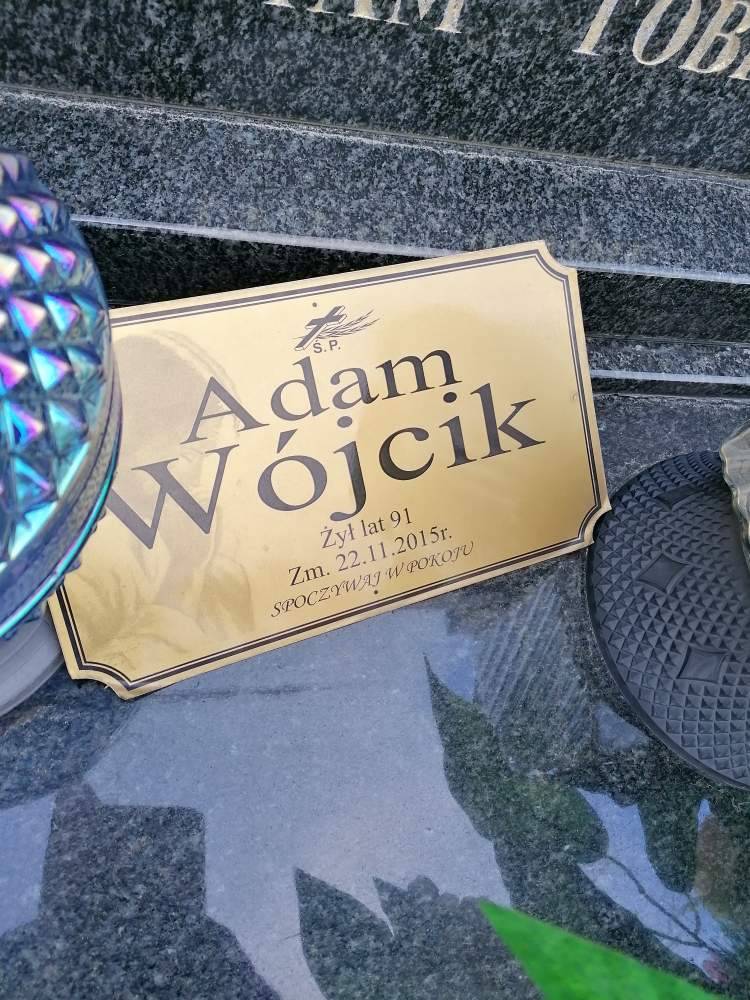 Ś.P.
Adam
Wójcik
Żył lat 91
Zm. 22.11.2015r.
SPOCZYWAJ W POKOJU